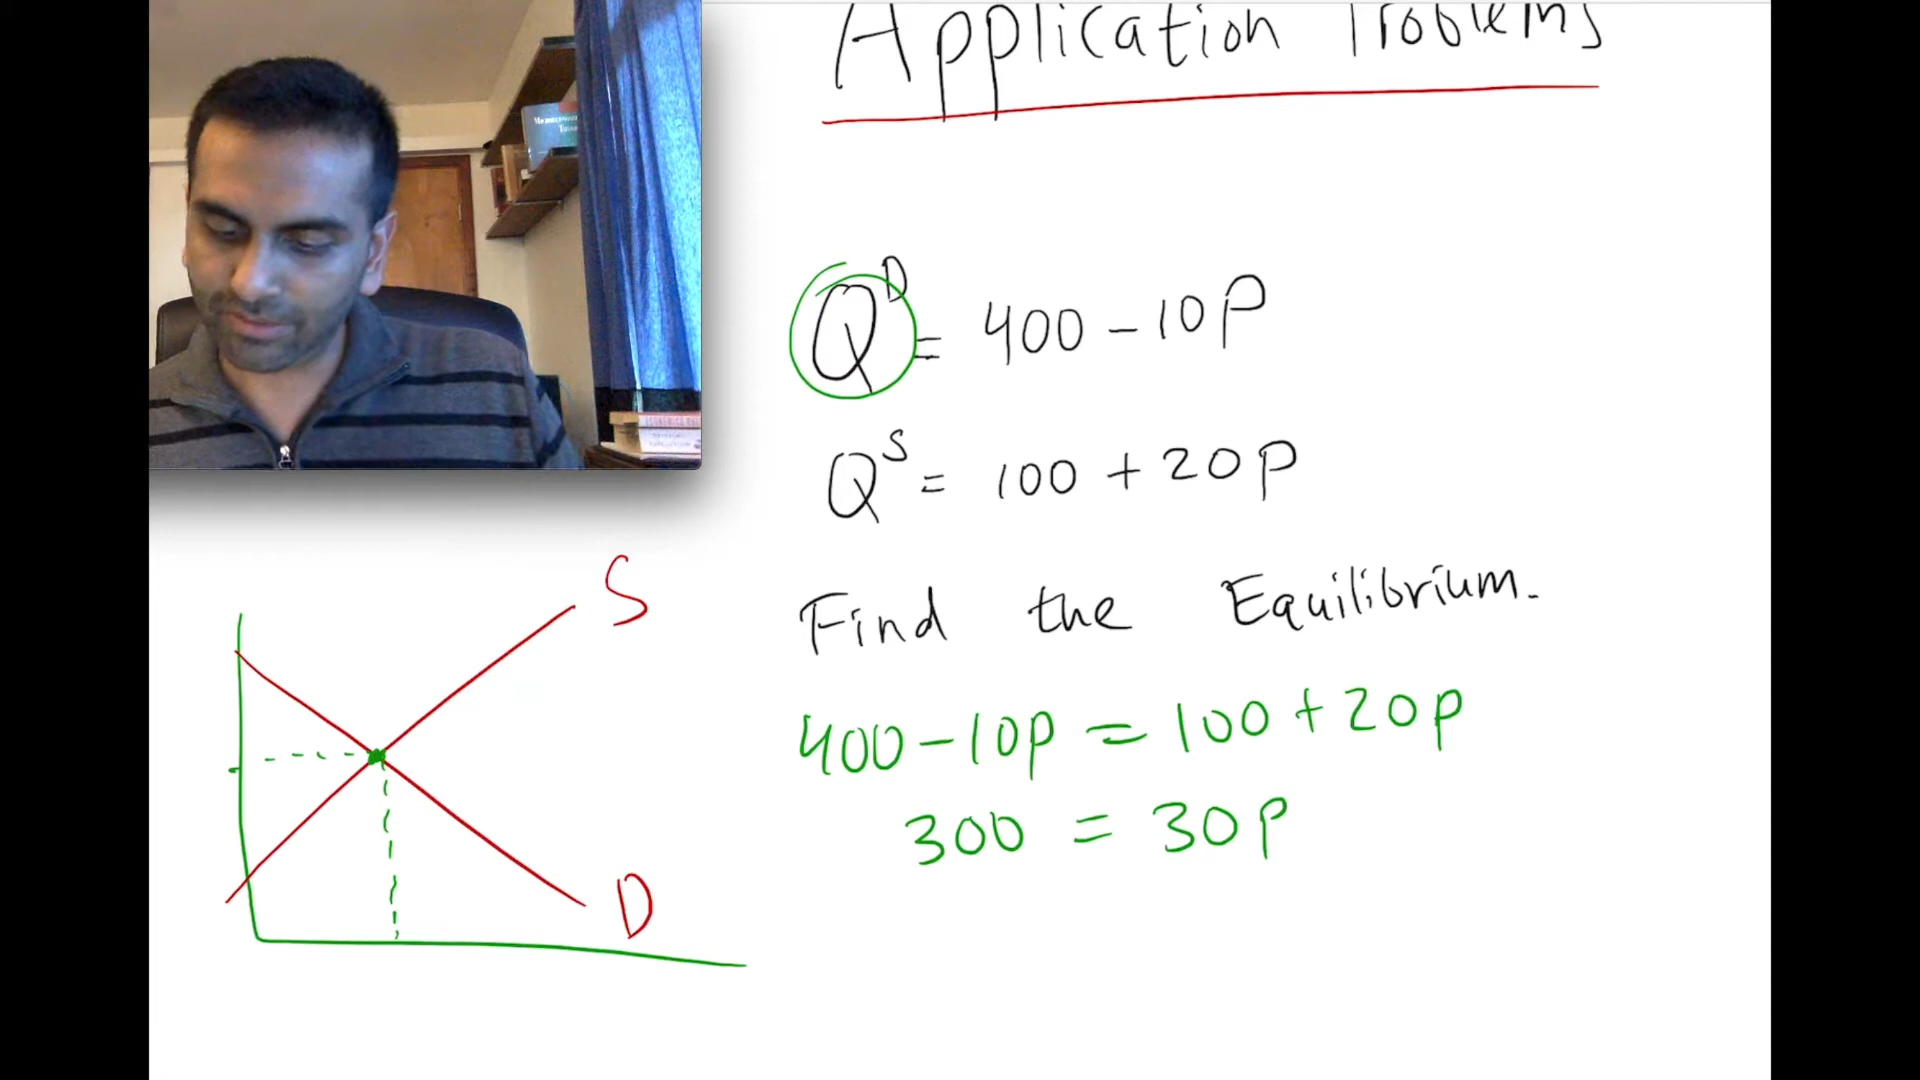 Application Problems
Q^D = 400 - 10P
Q^S = 100 + 20P
Find the Equilibrium.
400 - 10P = 100 + 20P
300 = 30P
S
D